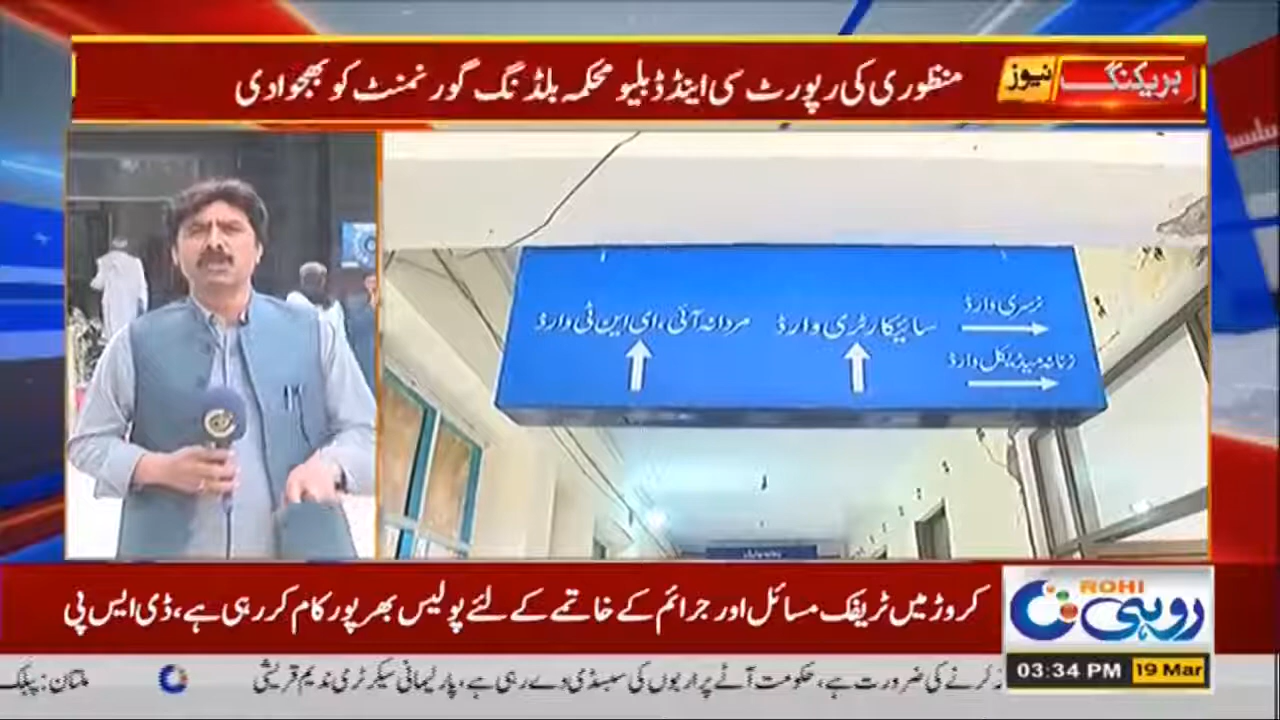 بریکنگ نیوز
منظوری کی رپورٹ سی اینڈ ڈبلیو محکمہ بلڈنگ گورنمنٹ کو بھجوا دی
نرسری وارڈ
سائیکارٹری وارڈ
مردانہ آئی، ای این ٹی وارڈ
زنانہ میڈیکل وارڈ
کروڑ میں ٹریفک مسائل اور جرائم کے خاتمے کے لئے پولیس بھرپور کام کر رہی ہے، ڈی ایس پی
ROHI
روہی
03:34 PM 19 Mar
کرنے کی ضرورت ہے، حکومت آٹے پر اربوں کی سبسڈی دے رہی ہے، پارلیمانی سیکرٹری ندیم قریشی
ملتان: پبلک